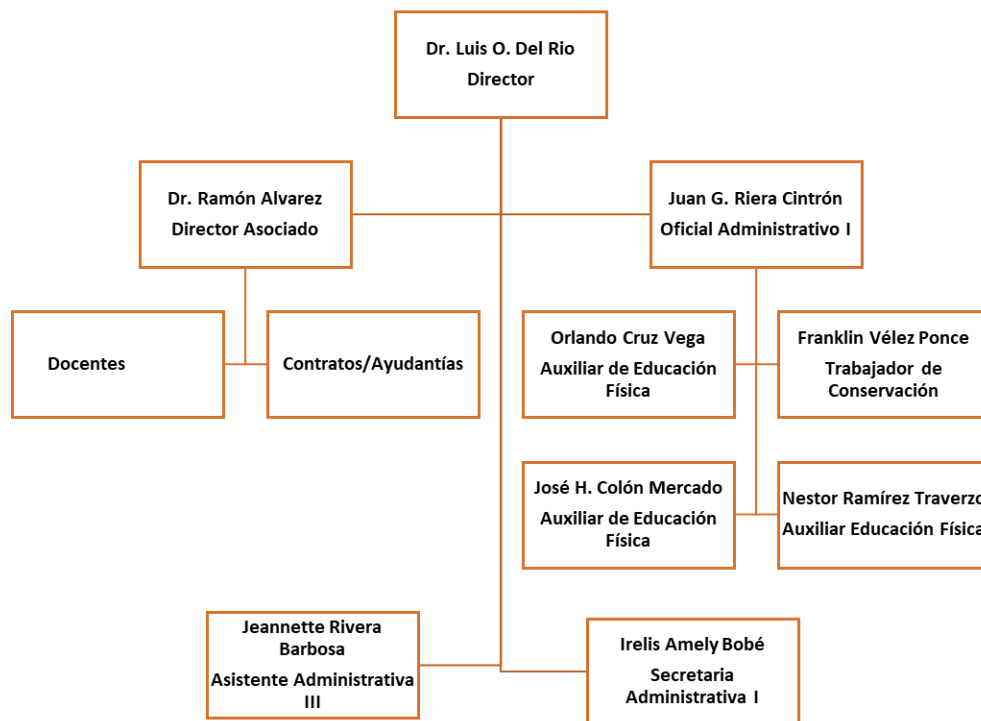 Dr. Luis O. Del Rio
Director
Dr. Ramón Alvarez
Director Asociado
Juan G. Riera Cintrón
Oficial Administrativo I
Docentes
Contratos/Ayudantías
Orlando Cruz Vega
Auxiliar de Educación
Física
Franklin Vélez Ponce
Trabajador de
Conservación
José H. Colón Mercado
Auxiliar de Educación
Física
Nestor Ramírez Traverzo
Auxiliar Educación Física
Jeannette Rivera
Barbosa
Asistente Administrativa
III
Irelis Amely Bobé
Secretaria
Administrativa I